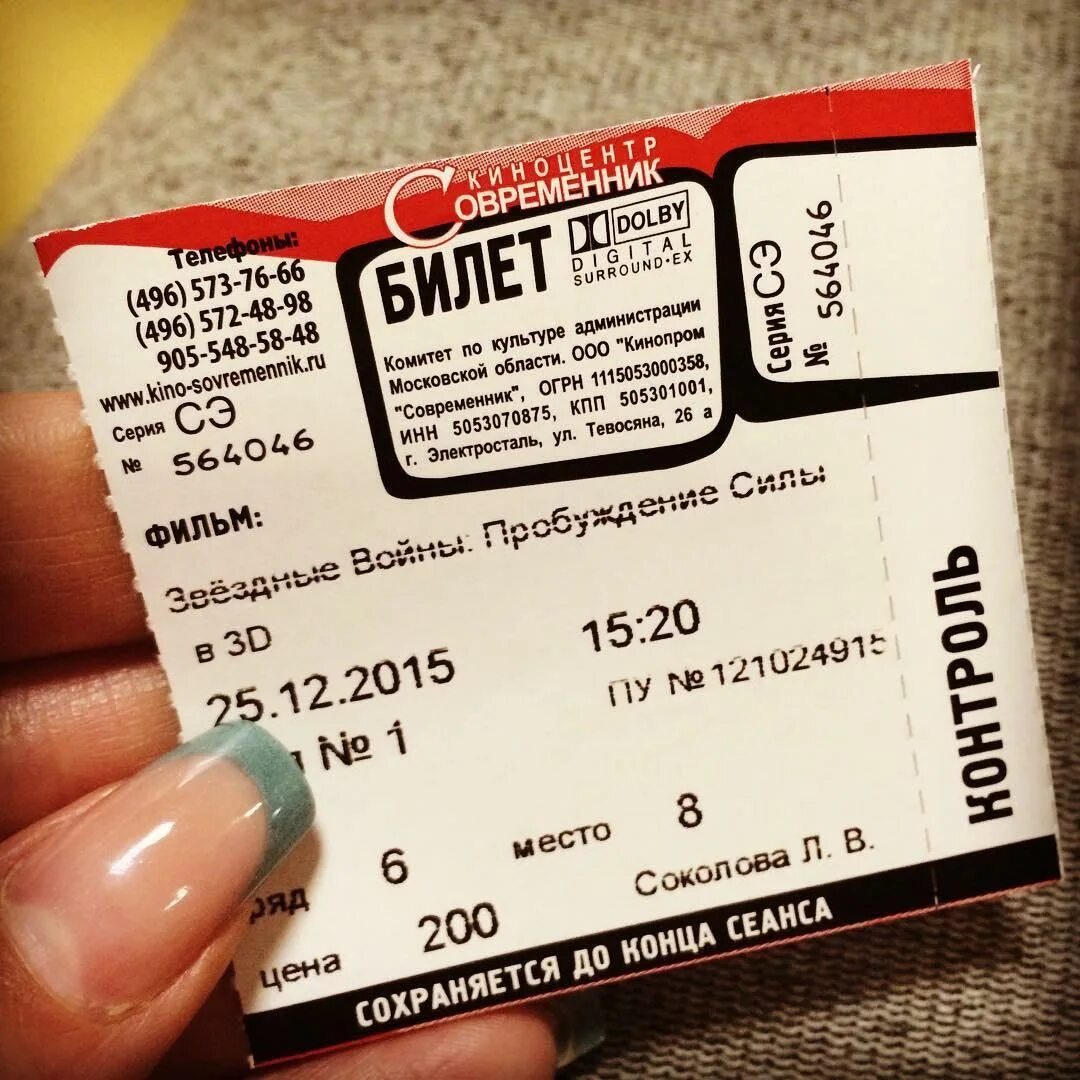 КИНОЦЕНТР
СОВРЕМЕННИК
Телефоны:
(496) 573-76-66
(496) 572-48-98
905-548-58-48
www.kino-sovremennik.ru
Серия СЭ
№ 564046
БИЛЕТ
DOLBY
DIGITAL
SURROUND·EX
Комитет по культуре администрации
Московской области. ООО "Кинопром
"Современник", ОГРН 1115053000358,
ИНН 5053070875, КПП 505301001,
г. Электросталь, ул. Тевосяна, 26 а
Серия СЭ
№ 564046
ФИЛЬМ:
Звёздные Войны: Пробуждение Силы
в 3D
25.12.2015 15:20
№ 1 ПУ №121024915
ряд 6 место 8
цена 200 Соколова Л. В.
СОХРАНЯЕТСЯ ДО КОНЦА СЕАНСА
КОНТРОЛЬ